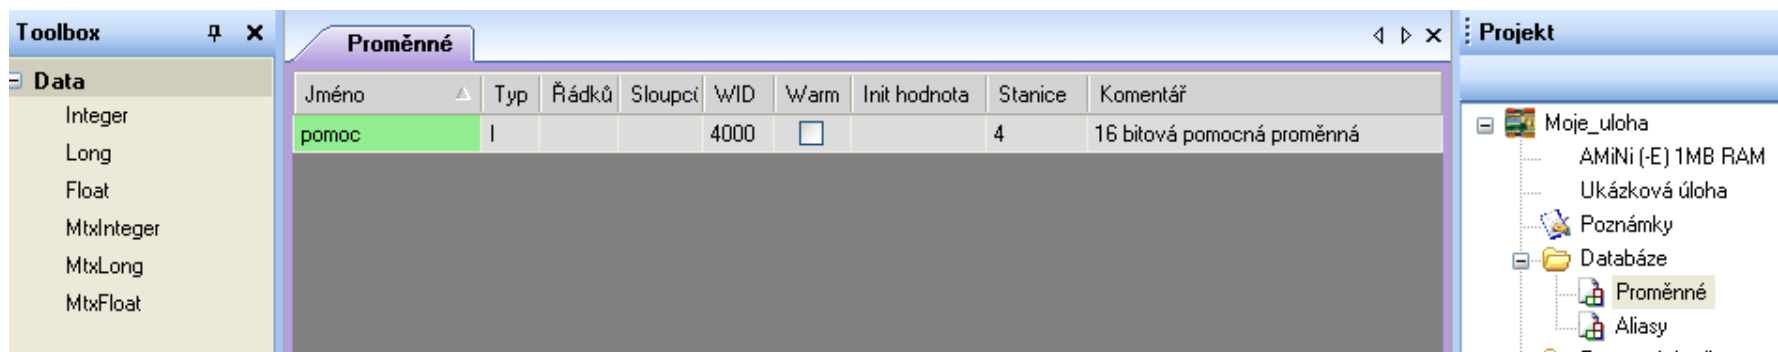 Toolbox
Data
Integer
Long
Float
MtxInteger
MtxLong
MtxFloat
Proměnné
Jméno Typ Řádků Sloupců WID Warm Init hodnota Stanice Komentář
pomoc I 4000 4 16 bitová pomocná proměnná
Projekt
Moje_uloha
AMiNi (-E) 1MB RAM
Ukázková úloha
Poznámky
Databáze
Proměnné
Aliasy